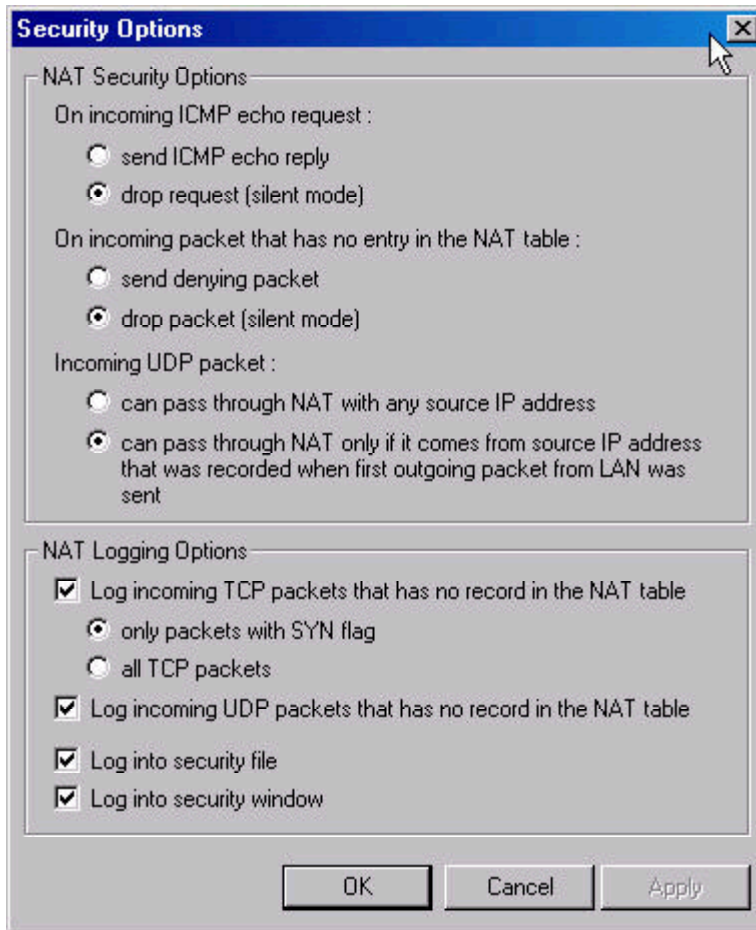 Security Options
NAT Security Options
On incoming ICMP echo request :
send ICMP echo reply
drop request (silent mode)
On incoming packet that has no entry in the NAT table :
send denying packet
drop packet (silent mode)
Incoming UDP packet :
can pass through NAT with any source IP address
can pass through NAT only if it comes from source IP address
that was recorded when first outgoing packet from LAN was
sent
NAT Logging Options
Log incoming TCP packets that has no record in the NAT table
only packets with SYN flag
all TCP packets
Log incoming UDP packets that has no record in the NAT table
Log into security file
Log into security window
OK Cancel Apply